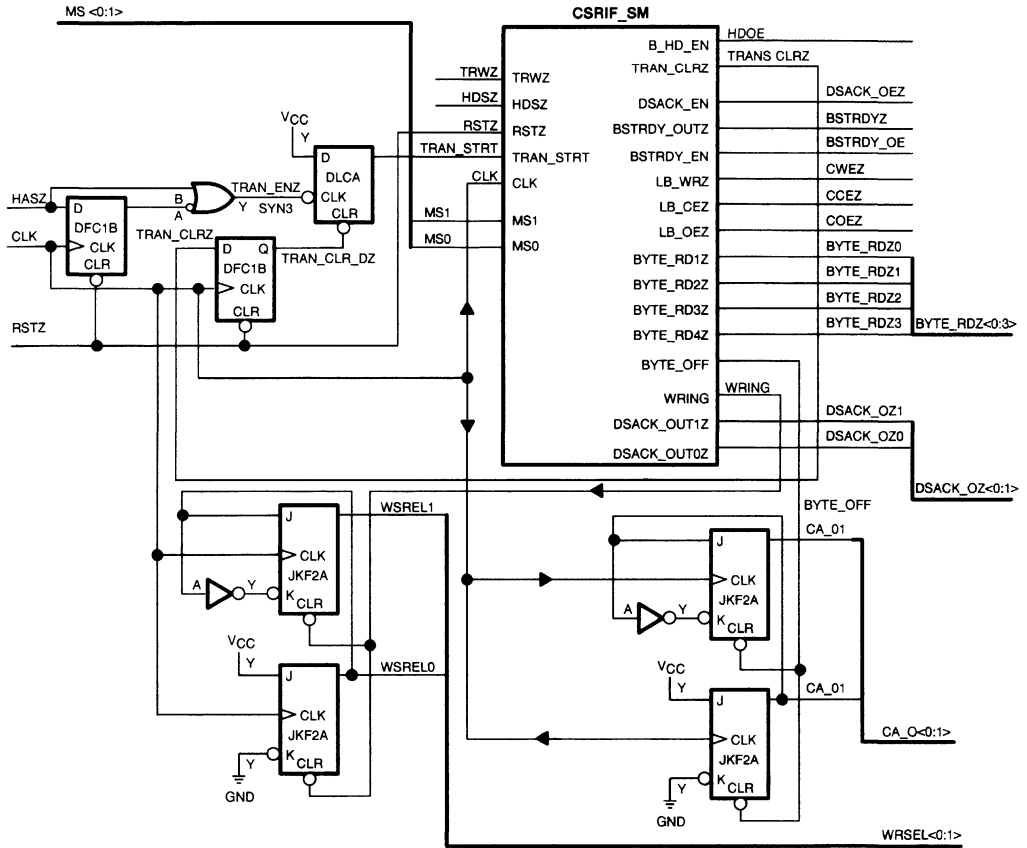 MS <0:1>
CSRIF_SM
B_HD_EN
HDOE
TRAN_CLRZ
TRANS CLRZ
TRWZ
TRWZ
HDSZ
HDSZ
DSACK_EN
DSACK_OEZ
RSTZ
RSTZ
BSTRDY_OUTZ
BSTRDYZ
TRAN_STRT
TRAN_STRT
BSTRDY_EN
BSTRDY_OE
CLK
CLK
LB_WRZ
CWEZ
LB_CEZ
CCEZ
MS1
MS1
LB_OEZ
COEZ
MS0
MS0
BYTE_RD1Z
BYTE_RDZ0
BYTE_RD2Z
BYTE_RDZ1
BYTE_RD3Z
BYTE_RDZ2
BYTE_RD4Z
BYTE_RDZ3
BYTE_RDZ<0:3>
BYTE_OFF
WRING
WRING
DSACK_OUT1Z
DSACK_OZ1
DSACK_OUT0Z
DSACK_OZ0
DSACK_OZ<0:1>
VCC
Y
D
DLCA
CLK
CLR
HASZ
B
A
Y
TRAN_ENZ
SYN3
D
DFC1B
CLK
CLR
CLK
TRAN_CLRZ
D
Q
DFC1B
CLK
CLR
TRAN_CLR_DZ
RSTZ
J
CLK
JKF2A
K
CLR
A
Y
WSREL1
VCC
Y
J
CLK
JKF2A
K
CLR
Y
GND
WSREL0
BYTE_OFF
J
CLK
JKF2A
K
CLR
A
Y
CA_01
VCC
Y
J
CLK
JKF2A
K
CLR
Y
GND
CA_01
CA_O<0:1>
WRSEL<0:1>